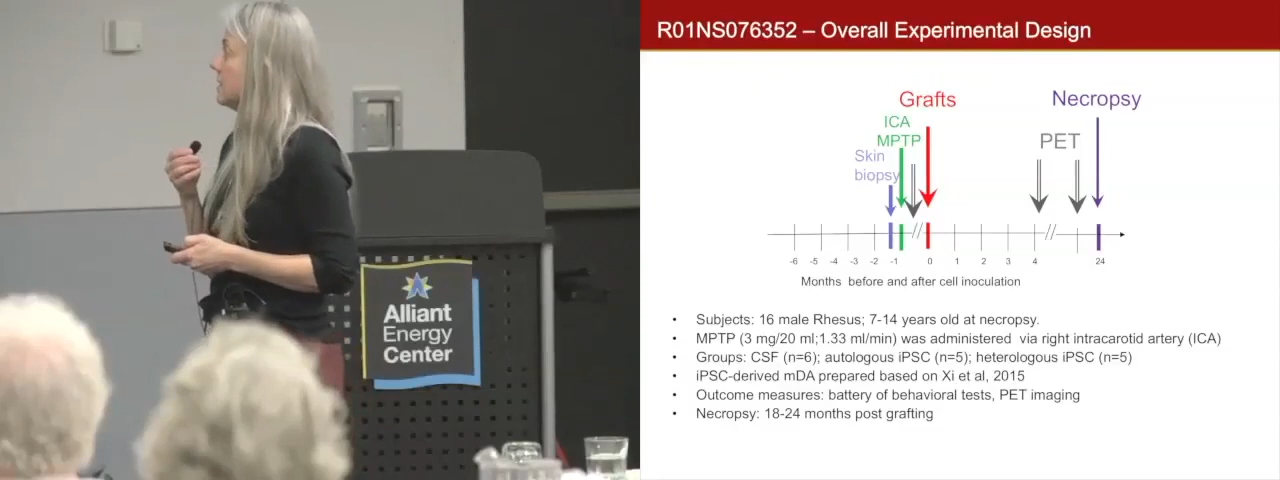 Alliant
Energy
Center
R01NS076352 – Overall Experimental Design
Grafts
Necropsy
ICA
MPTP
PET
Skin
biopsy
-6 -5 -4 -3 -2 -1 0 1 2 3 4 24
Months before and after cell inoculation
• Subjects: 16 male Rhesus; 7-14 years old at necropsy.
• MPTP (3 mg/20 ml;1.33 ml/min) was administered via right intracarotid artery (ICA)
• Groups: CSF (n=6); autologous iPSC (n=5); heterologous iPSC (n=5)
• iPSC-derived mDA prepared based on Xi et al, 2015
• Outcome measures: battery of behavioral tests, PET imaging
• Necropsy: 18-24 months post grafting